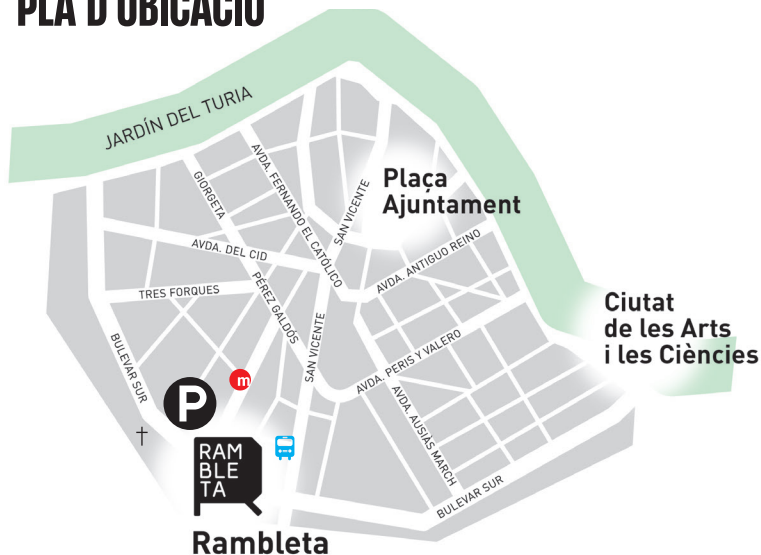 PLA D'UBICACIÓ
JARDÍN DEL TURIA
GIORGETA
AVDA. FERNANDO EL CATÓLICO
SAN VICENTE
Plaça
Ajuntament
AVDA. DEL CID
AVDA. ANTIGUO REINO
TRES FORQUES
PÉREZ GALDÓS
Ciutat
de les Arts
i les Ciències
BULEVAR SUR
SAN VICENTE
AVDA. PERIS Y VALERO
m
P
AVDA. AUSIAS MARCH
RAM
BLE
TA
BULEVAR SUR
Rambleta